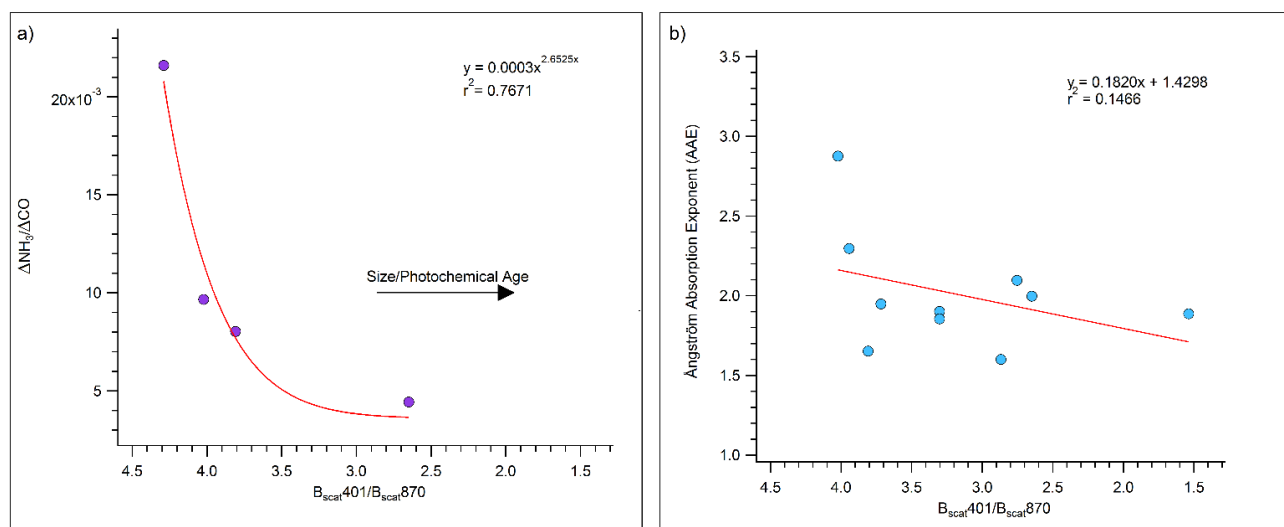 a)
y = 0.0003x^2.6525x
r² = 0.7671
20x10⁻³
15
10
5
ΔNH₃/ΔCO
Size/Photochemical Age
4.5 4.0 3.5 3.0 2.5 2.0 1.5
Bscat401/Bscat870
b)
y = 0.1820x + 1.4298
r² = 0.1466
3.5
3.0
2.5
2.0
1.5
1.0
Ångström Absorption Exponent (AAE)
4.5 4.0 3.5 3.0 2.5 2.0 1.5
Bscat401/Bscat870